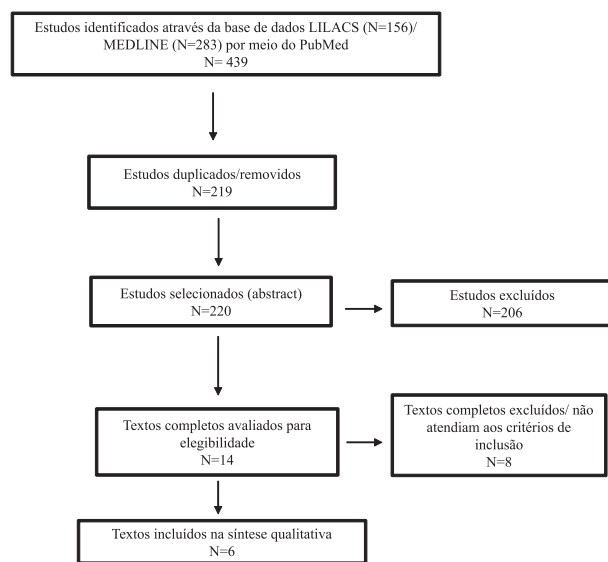 Estudos identificados através da base de dados LILACS (N=156)/
MEDLINE (N=283) por meio do PubMed
N= 439
Estudos duplicados/removidos
N=219
Estudos selecionados (abstract)
N=220
Estudos excluídos
N=206
Textos completos avaliados para
elegibilidade
N=14
Textos completos excluídos/ não
atendiam aos critérios de
inclusão
N=8
Textos incluídos na síntese qualitativa
N=6